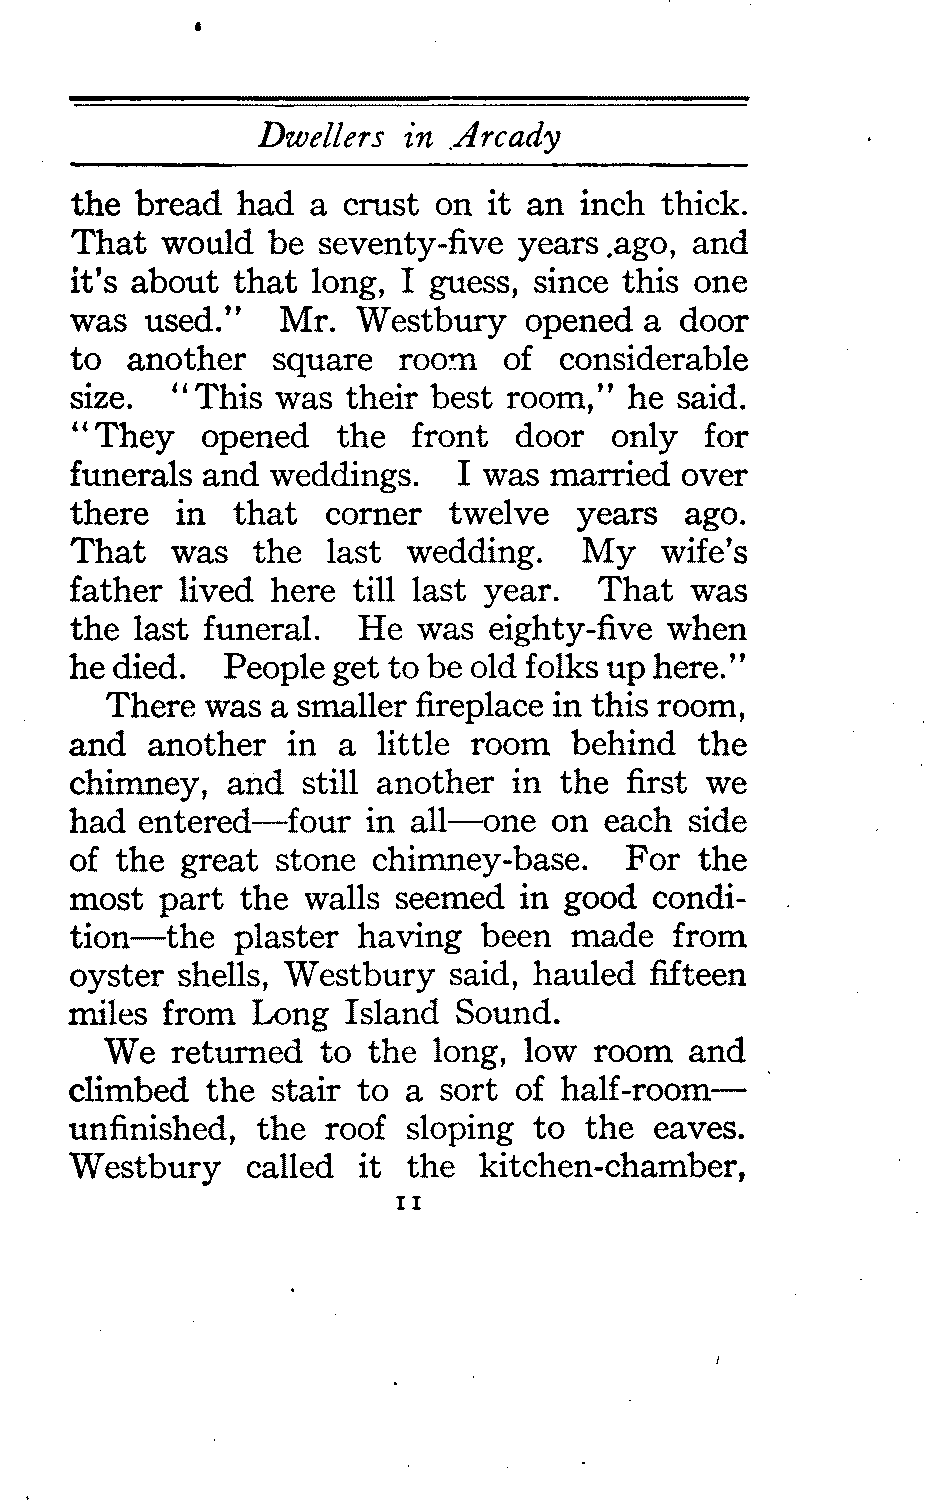 Dwellers in Arcady
the bread had a crust on it an inch thick.
That would be seventy-five years ago, and
it's about that long, I guess, since this one
was used." Mr. Westbury opened a door
to another square room of considerable
size. "This was their best room," he said.
"They opened the front door only for
funerals and weddings. I was married over
there in that corner twelve years ago.
That was the last wedding. My wife's
father lived here till last year. That was
the last funeral. He was eighty-five when
he died. People get to be old folks up here."
There was a smaller fireplace in this room,
and another in a little room behind the
chimney, and still another in the first we
had entered—four in all—one on each side
of the great stone chimney-base. For the
most part the walls seemed in good condi-
tion—the plaster having been made from
oyster shells, Westbury said, hauled fifteen
miles from Long Island Sound.
We returned to the long, low room and
climbed the stair to a sort of half-room—
unfinished, the roof sloping to the eaves.
Westbury called it the kitchen-chamber,
11